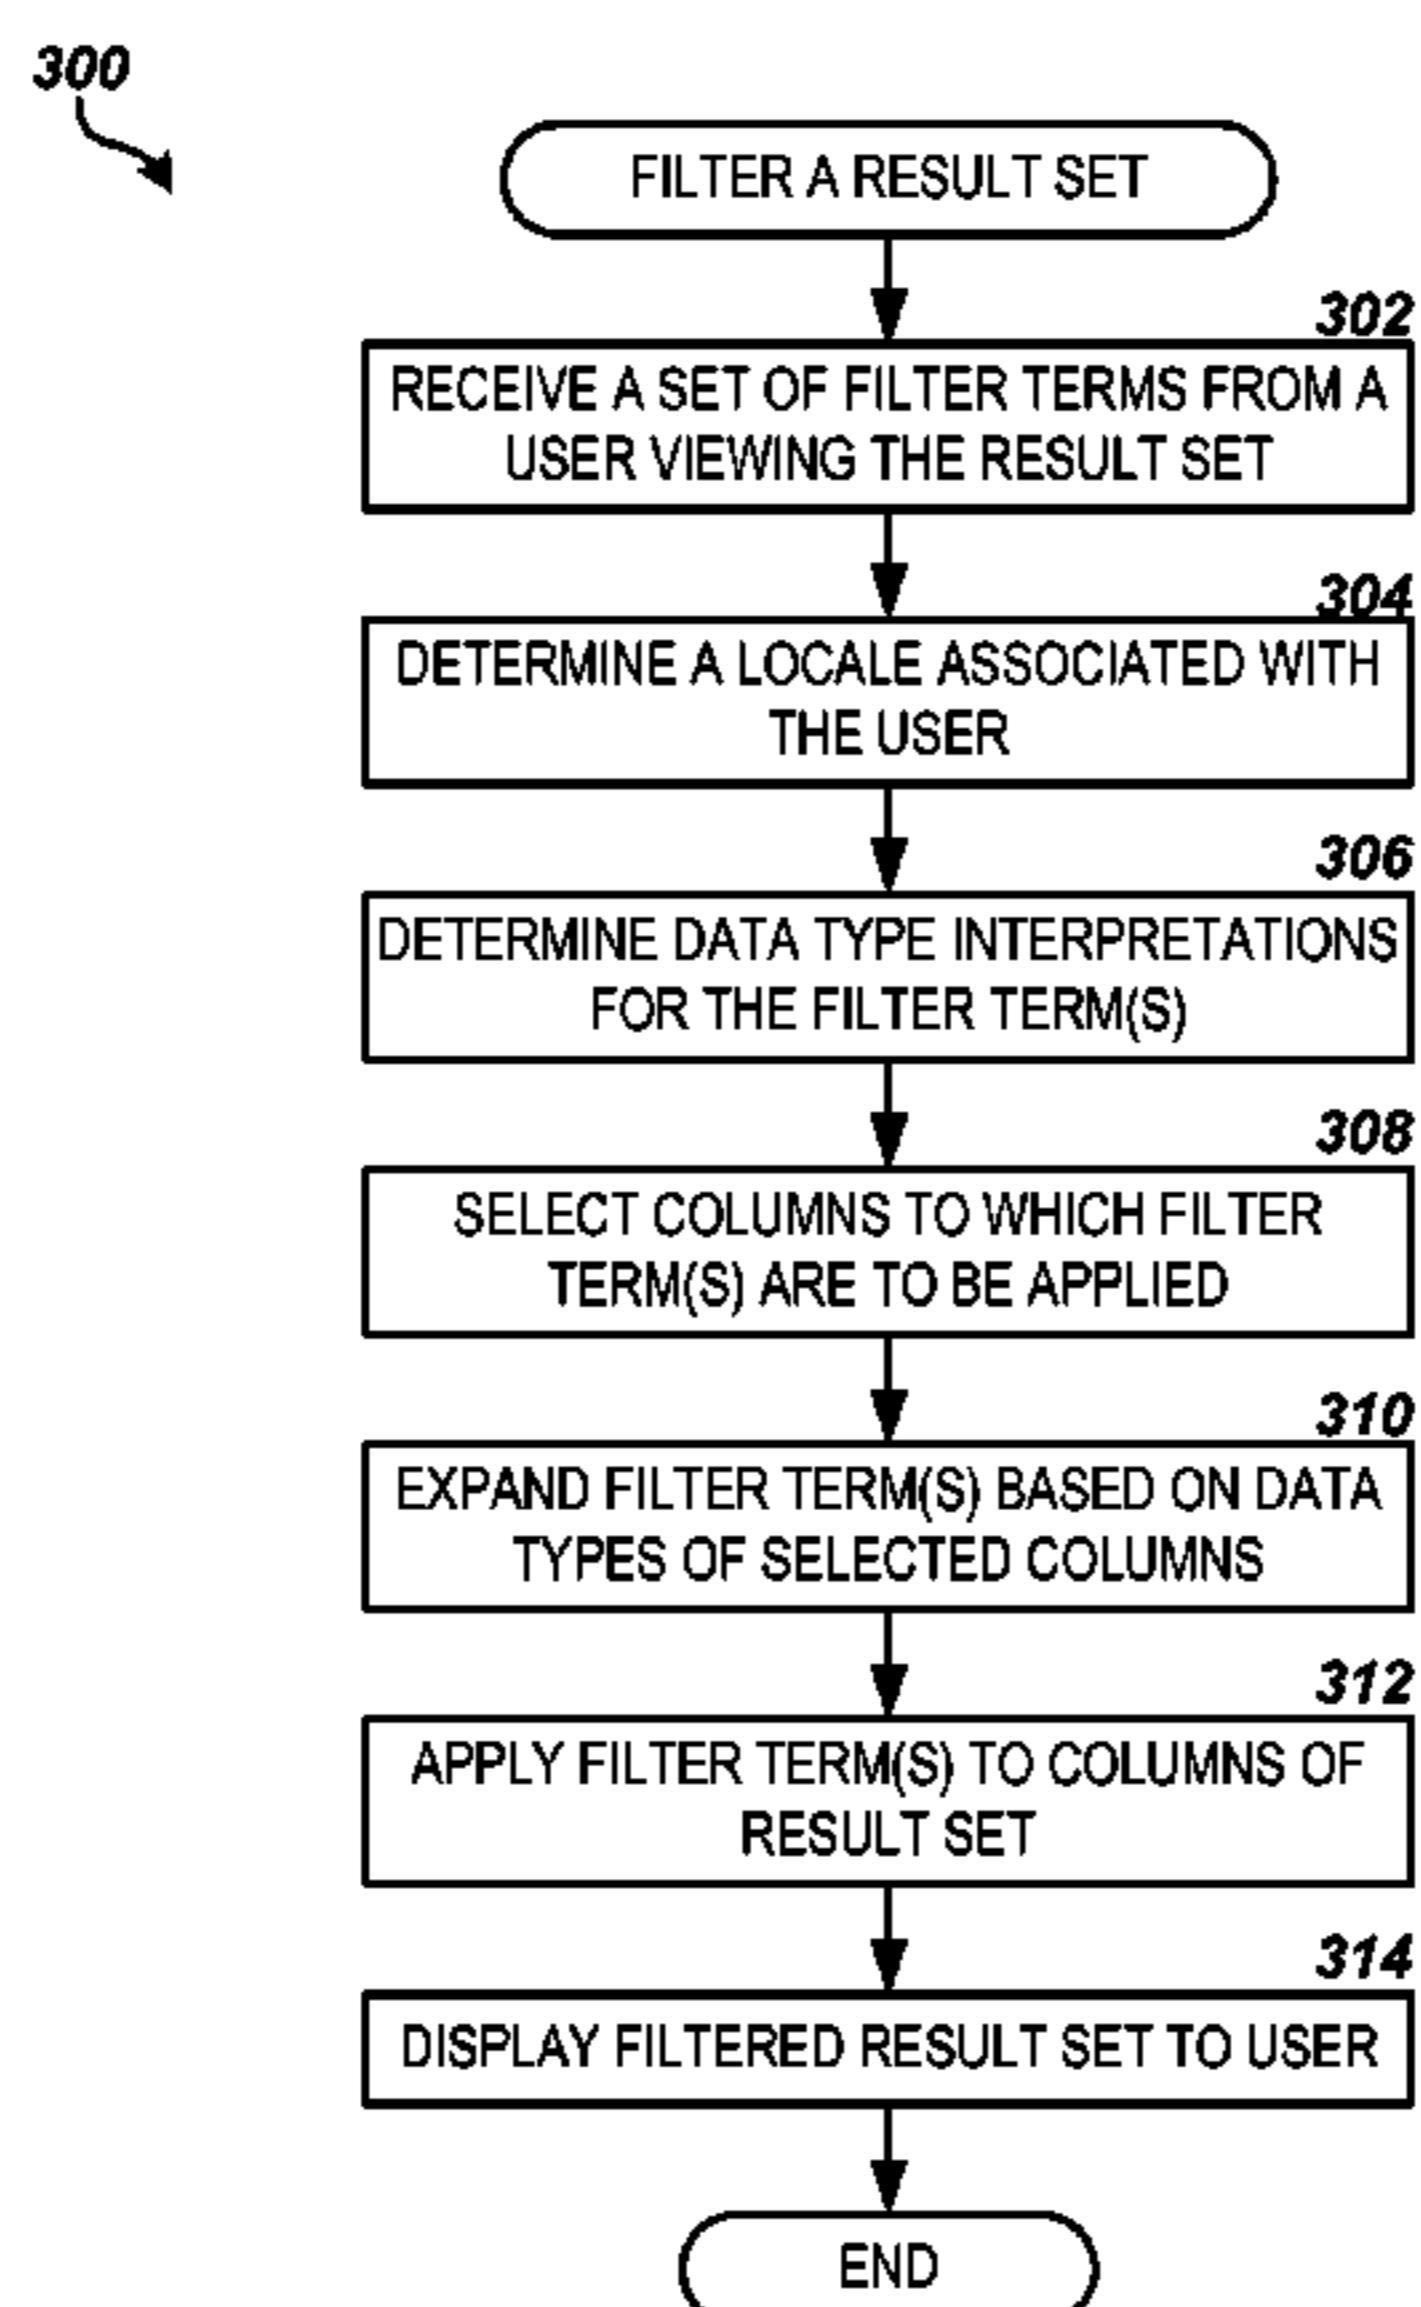 300
FILTER A RESULT SET
302
RECEIVE A SET OF FILTER TERMS FROM A
USER VIEWING THE RESULT SET
304
DETERMINE A LOCALE ASSOCIATED WITH
THE USER
306
DETERMINE DATA TYPE INTERPRETATIONS
FOR THE FILTER TERM(S)
308
SELECT COLUMNS TO WHICH FILTER
TERM(S) ARE TO BE APPLIED
310
EXPAND FILTER TERM(S) BASED ON DATA
TYPES OF SELECTED COLUMNS
312
APPLY FILTER TERM(S) TO COLUMNS OF
RESULT SET
314
DISPLAY FILTERED RESULT SET TO USER
END